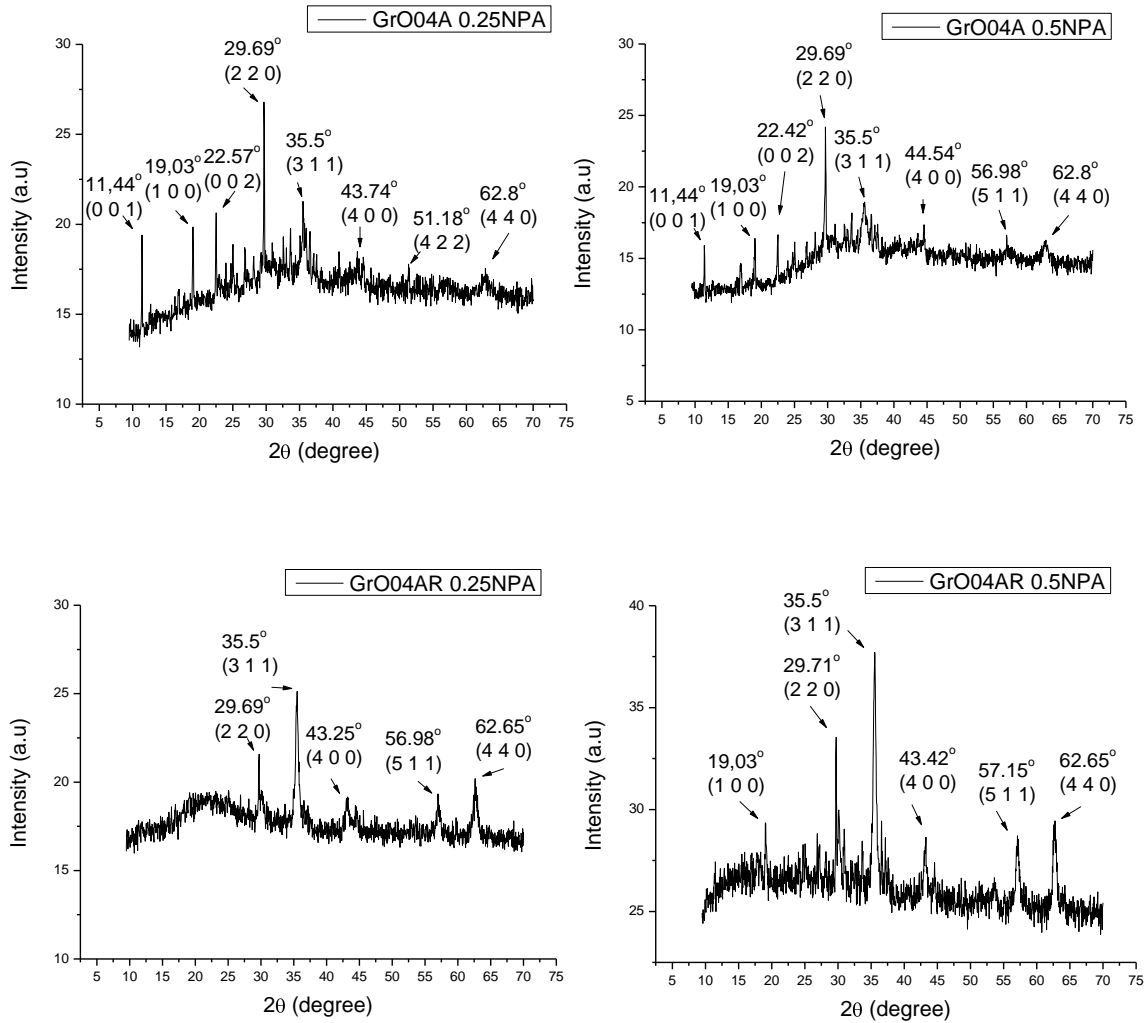 GrO04A 0.25NPA
30
25
20
15
10
Intensity (a.u)
11,44°
(0 0 1)
19,03°
(1 0 0)
22.57°
(0 0 2)
29.69°
(2 2 0)
35.5°
(3 1 1)
43.74°
(4 0 0)
51.18°
(4 2 2)
62.8°
(4 4 0)
5 10 15 20 25 30 35 40 45 50 55 60 65 70 75
2θ (degree)
GrO04A 0.5NPA
30
25
20
15
10
5
Intensity (a.u)
11,44°
(0 0 1)
19,03°
(1 0 0)
22.42°
(0 0 2)
29.69°
(2 2 0)
35.5°
(3 1 1)
44.54°
(4 0 0)
56.98°
(5 1 1)
62.8°
(4 4 0)
5 10 15 20 25 30 35 40 45 50 55 60 65 70 75
2θ (degree)
GrO04AR 0.25NPA
30
25
20
15
10
Intensity (a.u)
29.69°
(2 2 0)
35.5°
(3 1 1)
43.25°
(4 0 0)
56.98°
(5 1 1)
62.65°
(4 4 0)
5 10 15 20 25 30 35 40 45 50 55 60 65 70 75
2θ (degree)
GrO04AR 0.5NPA
40
35
30
25
Intensity (a.u)
19,03°
(1 0 0)
29.71°
(2 2 0)
35.5°
(3 1 1)
43.42°
(4 0 0)
57.15°
(5 1 1)
62.65°
(4 4 0)
5 10 15 20 25 30 35 40 45 50 55 60 65 70 75
2θ (degree)